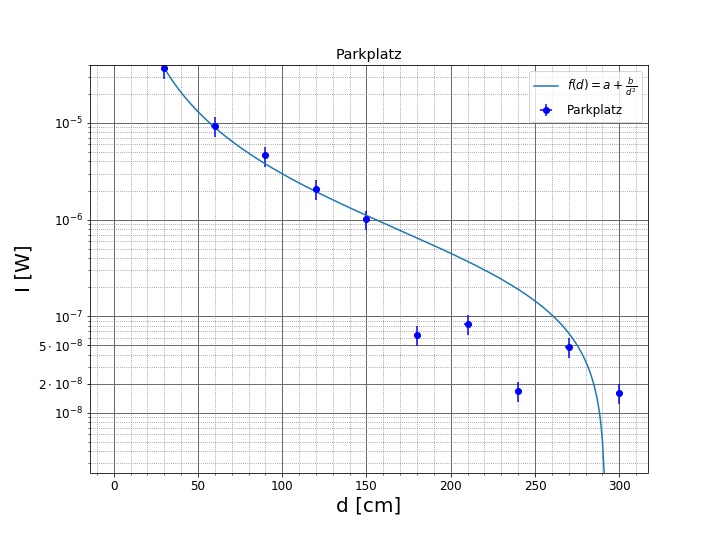 Parkplatz
f(d) = a + b/d²
Parkplatz
I [W]
10⁻⁵
10⁻⁶
10⁻⁷
5 · 10⁻⁸
2 · 10⁻⁸
10⁻⁸
0 50 100 150 200 250 300
d [cm]